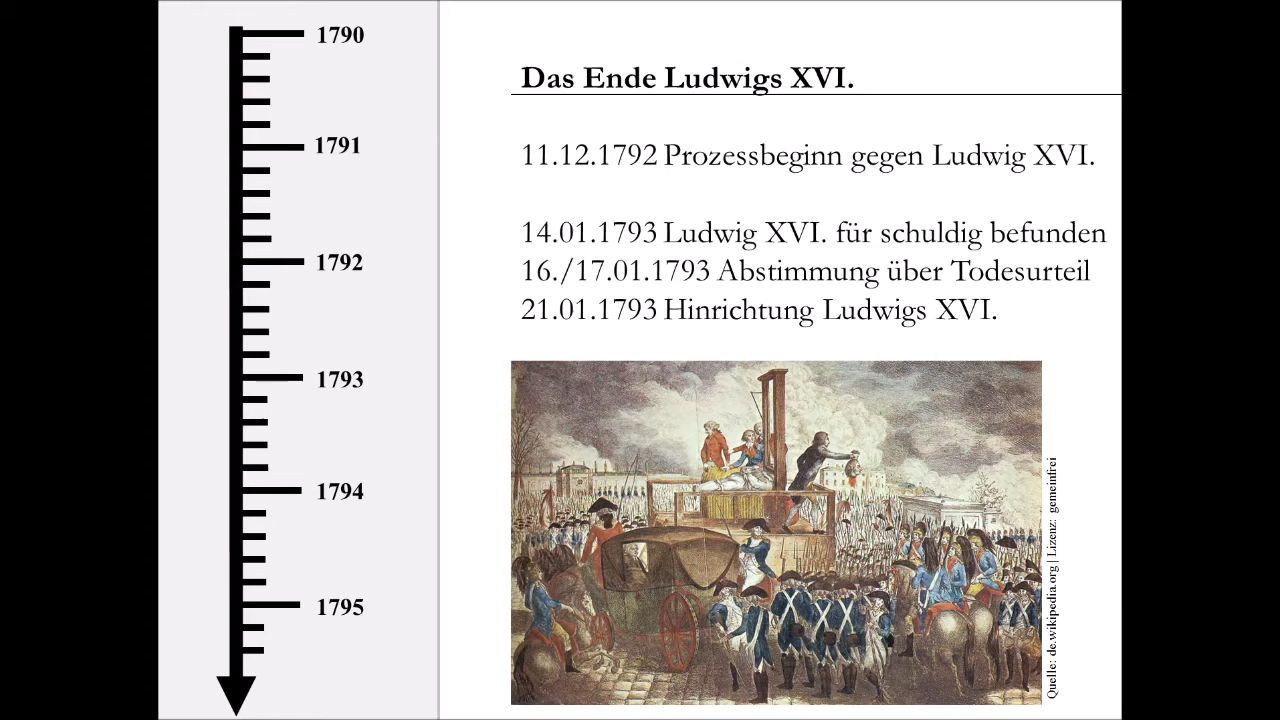 1790
1791
1792
1793
1794
1795
Das Ende Ludwigs XVI.
11.12.1792 Prozessbeginn gegen Ludwig XVI.
14.01.1793 Ludwig XVI. für schuldig befunden
16./17.01.1793 Abstimmung über Todesurteil
21.01.1793 Hinrichtung Ludwigs XVI.
Quelle: de.wikipedia.org | Lizenz: gemeinfrei